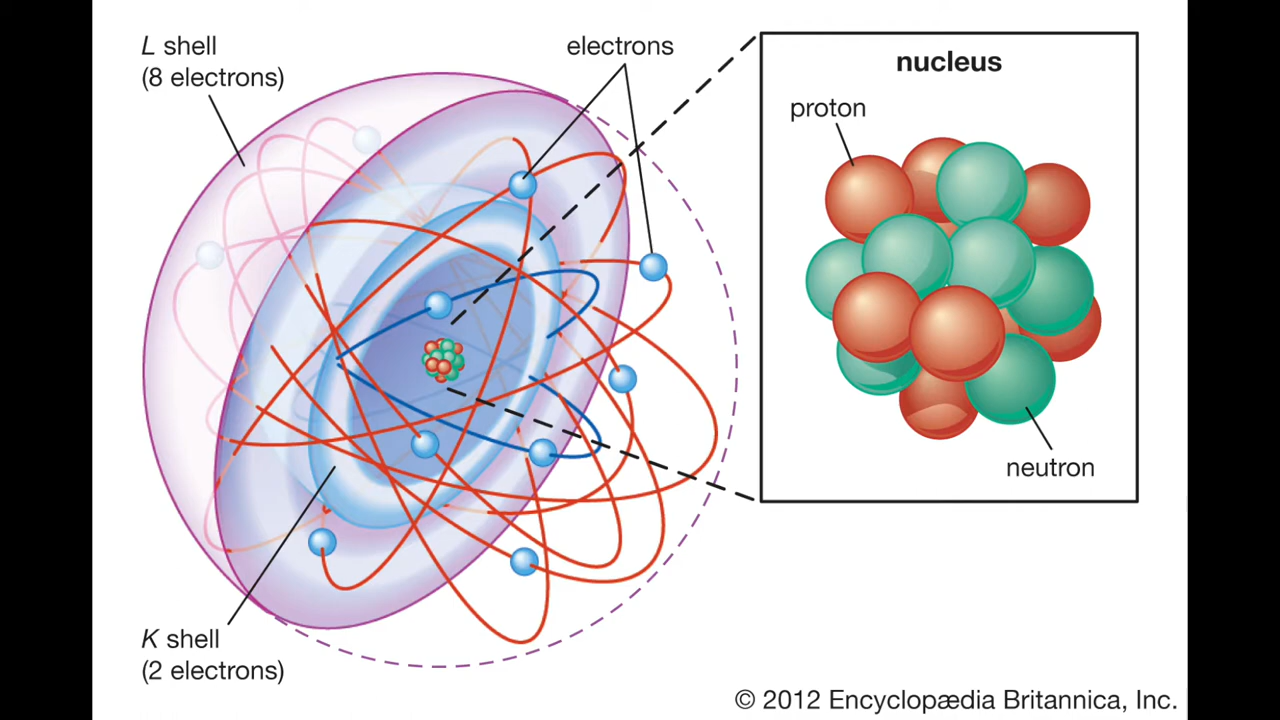 L shell
(8 electrons)
electrons
nucleus
proton
neutron
K shell
(2 electrons)
© 2012 Encyclopædia Britannica, Inc.